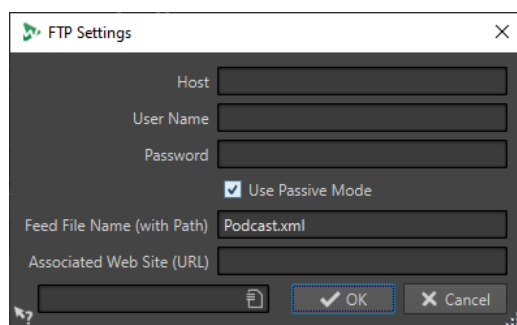 FTP Settings
Host
User Name
Password
Use Passive Mode
Feed File Name (with Path) Podcast.xml
Associated Web Site (URL)
OK Cancel